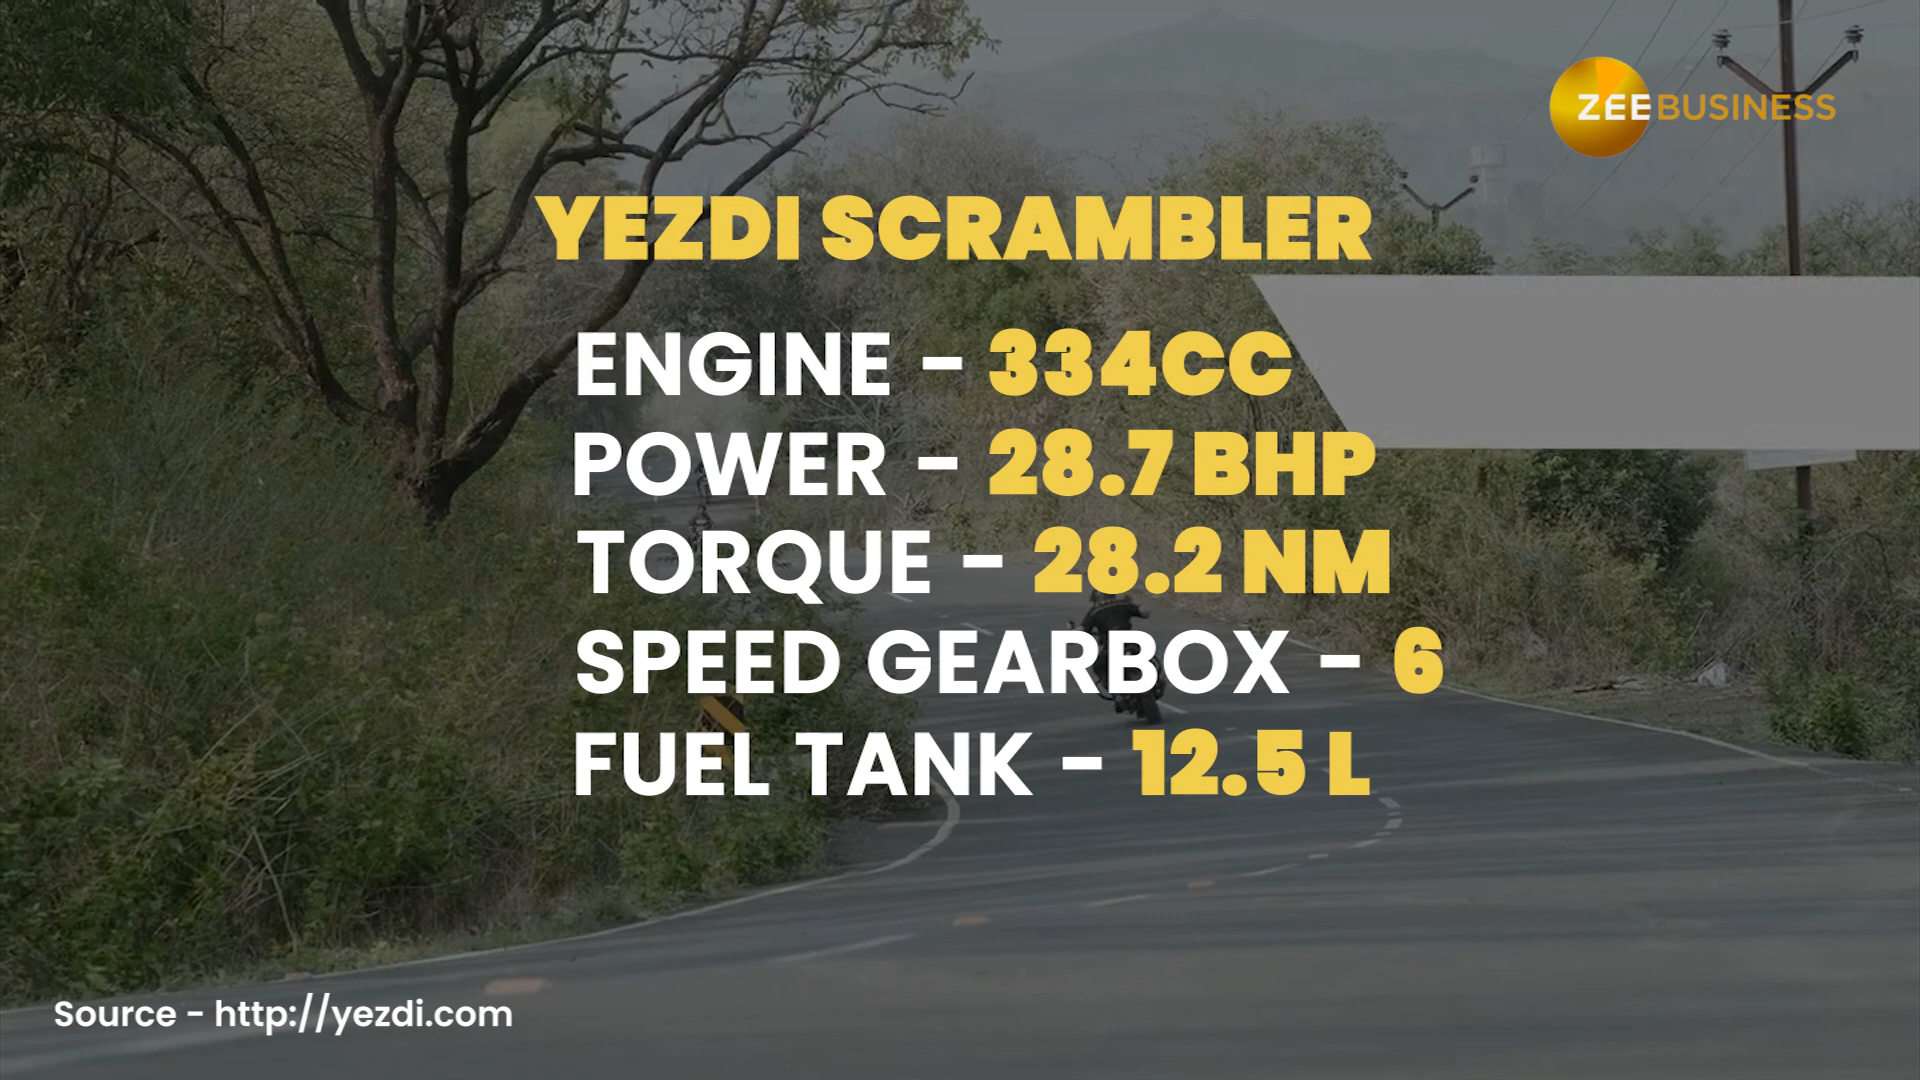 ZEEBUSINESS
YEZDI SCRAMBLER
ENGINE - 334CC
POWER - 28.7 BHP
TORQUE - 28.2 NM
SPEED GEARBOX - 6
FUEL TANK - 12.5 L
Source - http://yezdi.com